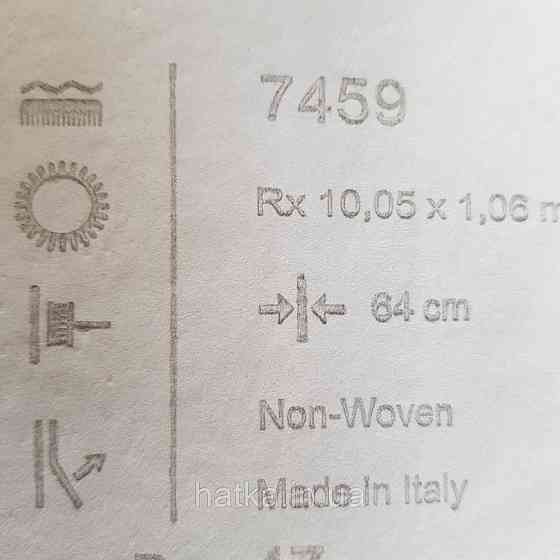 7459
Rx 10,05 x 1,06 m
64 cm
Non-Woven
Made in Italy